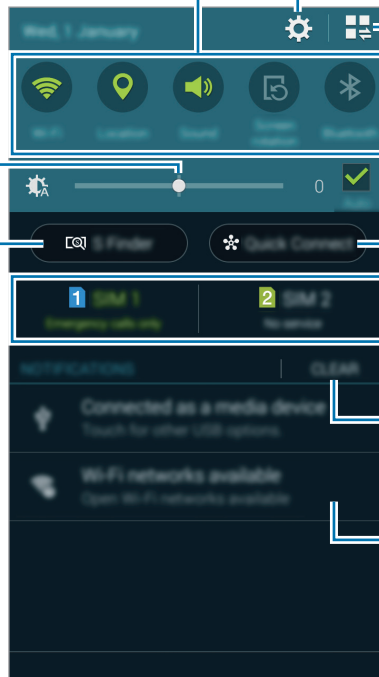 Wed, 1 January
Wi-Fi Location Sound Screen rotation Bluetooth
A 0 Auto
S Finder Quick Connect
1 SIM 1 2 SIM 2
Emergency calls only No service
NOTIFICATIONS CLEAR
Connected as a media device
Touch for other USB options.
Wi-Fi networks available
Open Wi-Fi networks available